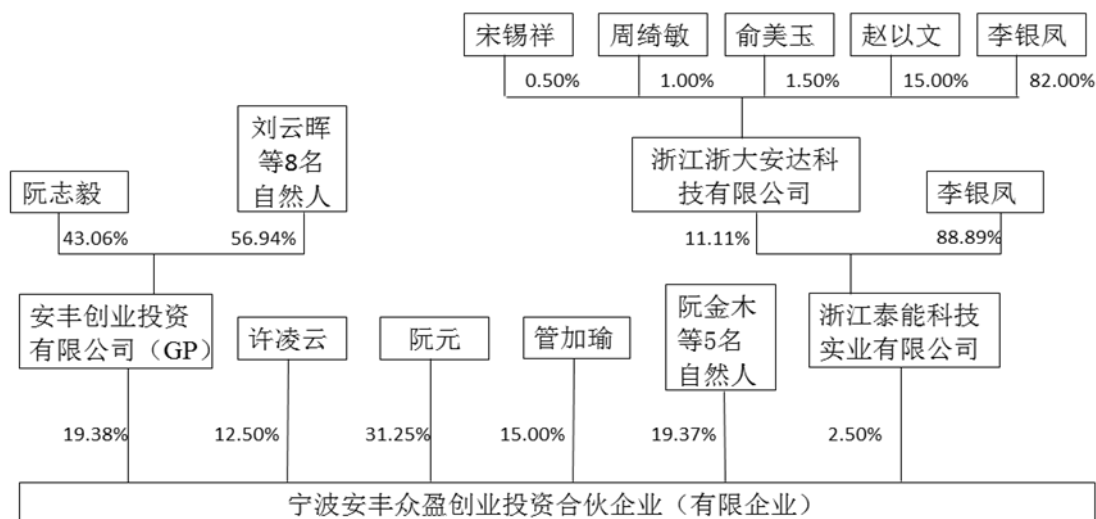 宋锡祥 周绮敏 俞美玉 赵以文 李银凤
0.50% 1.00% 1.50% 15.00% 82.00%
刘云晖
等8名
自然人
浙江浙大安达科
技有限公司
阮志毅
李银凤
43.06% 56.94% 11.11% 88.89%
安丰创业投资
有限公司（GP）
许凌云
阮元
管加瑜
阮金木
等5名
自然人
浙江泰能科技
实业有限公司
19.38% 12.50% 31.25% 15.00% 19.37% 2.50%
宁波安丰众盈创业投资合伙企业（有限企业）